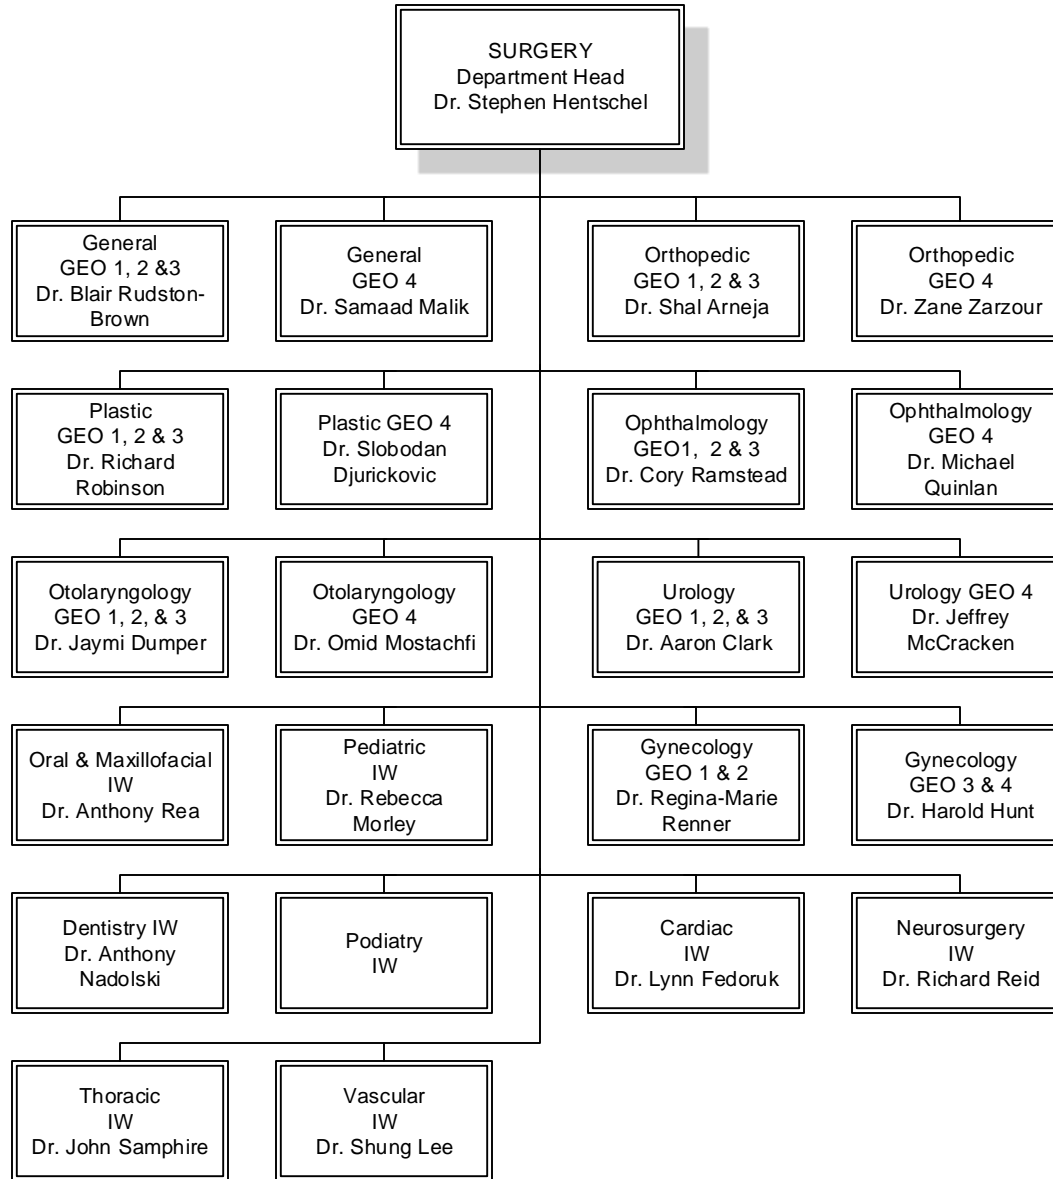 SURGERY
Department Head
Dr. Stephen Hentschel
General
GEO 1, 2 &3
Dr. Blair Rudston-
Brown
General
GEO 4
Dr. Samaad Malik
Orthopedic
GEO 1, 2 & 3
Dr. Shal Arneja
Orthopedic
GEO 4
Dr. Zane Zarzour
Plastic
GEO 1, 2 & 3
Dr. Richard
Robinson
Plastic GEO 4
Dr. Slobodan
Djurickovic
Ophthalmology
GEO1,  2 & 3
Dr. Cory Ramstead
Ophthalmology
GEO 4
Dr. Michael
Quinlan
Otolaryngology
GEO 1, 2, & 3
Dr. Jaymi Dumper
Otolaryngology
GEO 4
Dr. Omid Mostachfi
Urology
GEO 1, 2, & 3
Dr. Aaron Clark
Urology GEO 4
Dr. Jeffrey
McCracken
Oral & Maxillofacial
IW
Dr. Anthony Rea
Pediatric
IW
Dr. Rebecca
Morley
Gynecology
GEO 1 & 2
Dr. Regina-Marie
Renner
Gynecology
GEO 3 & 4
Dr. Harold Hunt
Dentistry IW
Dr. Anthony
Nadolski
Podiatry
IW
Cardiac
IW
Dr. Lynn Fedoruk
Neurosurgery
IW
Dr. Richard Reid
Thoracic
IW
Dr. John Samphire
Vascular
IW
Dr. Shung Lee